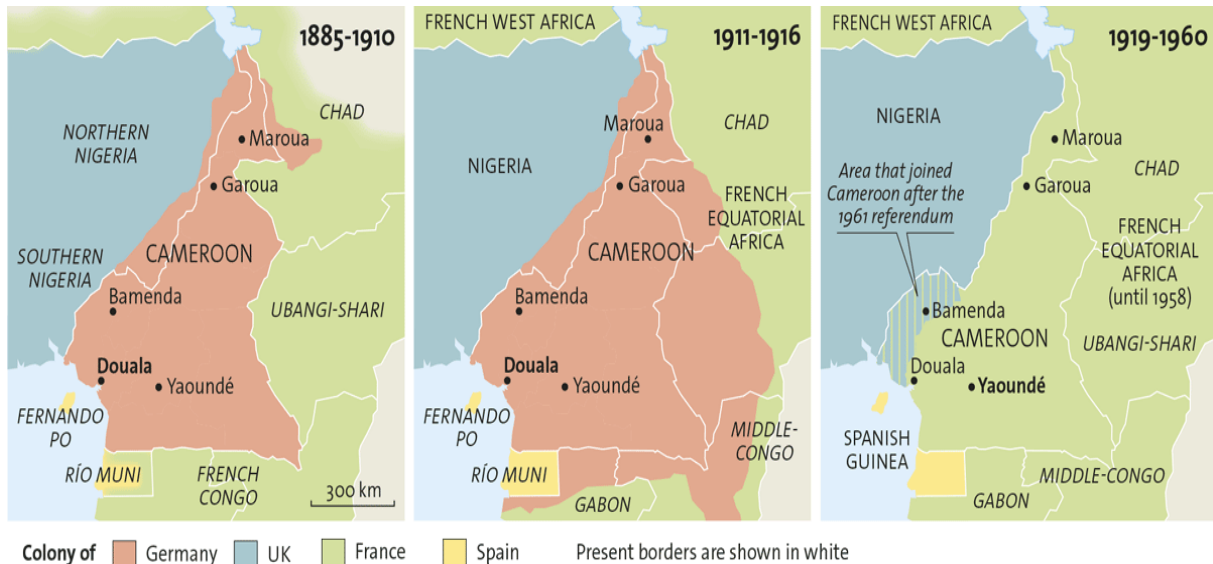 FRENCH WEST AFRICA
1885-1910
CHAD
NORTHERN
NIGERIA
Maroua
Garoua
SOUTHERN
NIGERIA
CAMEROON
Bamenda
UBANGI-SHARI
Douala
Yaoundé
FERNANDO
PO
RÍO MUNI
FRENCH
CONGO
300 km
FRENCH WEST AFRICA
1911-1916
Maroua
CHAD
NIGERIA
Garoua
FRENCH
EQUATORIAL
AFRICA
CAMEROON
Bamenda
Douala
Yaoundé
FERNANDO
PO
MIDDLE-
CONGO
RÍO MUNI
GABON
FRENCH WEST AFRICA
1919-1960
NIGERIA
Maroua
Area that joined
Cameroon after the
1961 referendum
CHAD
Garoua
FRENCH
EQUATORIAL
AFRICA
(until 1958)
Bamenda
CAMEROON
UBANGI-SHARI
Douala
Yaoundé
SPANISH
GUINEA
MIDDLE-CONGO
GABON
Colony of Germany UK France Spain Present borders are shown in white